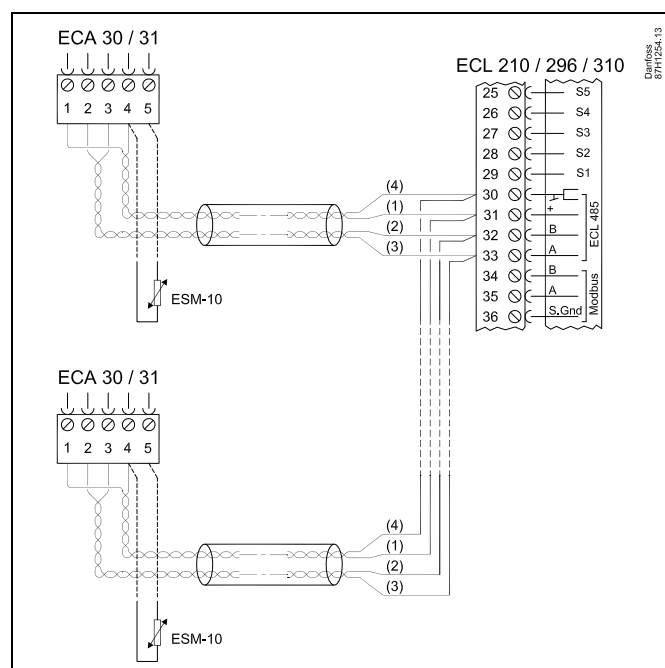 ECA 30 / 31
1 2 3 4 5
ESM-10
(4)
(1)
(2)
(3)
ECL 210 / 296 / 310
Danfoss
87H1254.13
25 S5
26 S4
27 S3
28 S2
29 S1
30
31 +
32 B
33 A
ECL 485
34 B
35 A
36 S.Gnd
Modbus
ECA 30 / 31
1 2 3 4 5
ESM-10
(4)
(1)
(2)
(3)